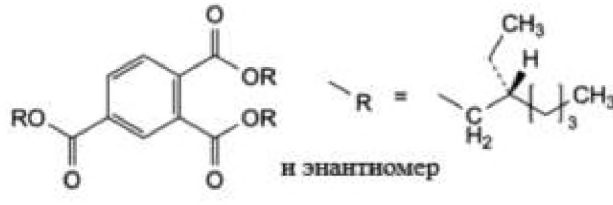 O
OR
RO
OR
O
O
R =
CH₃
H
C
H₂
3
CH₃
и энантиомер